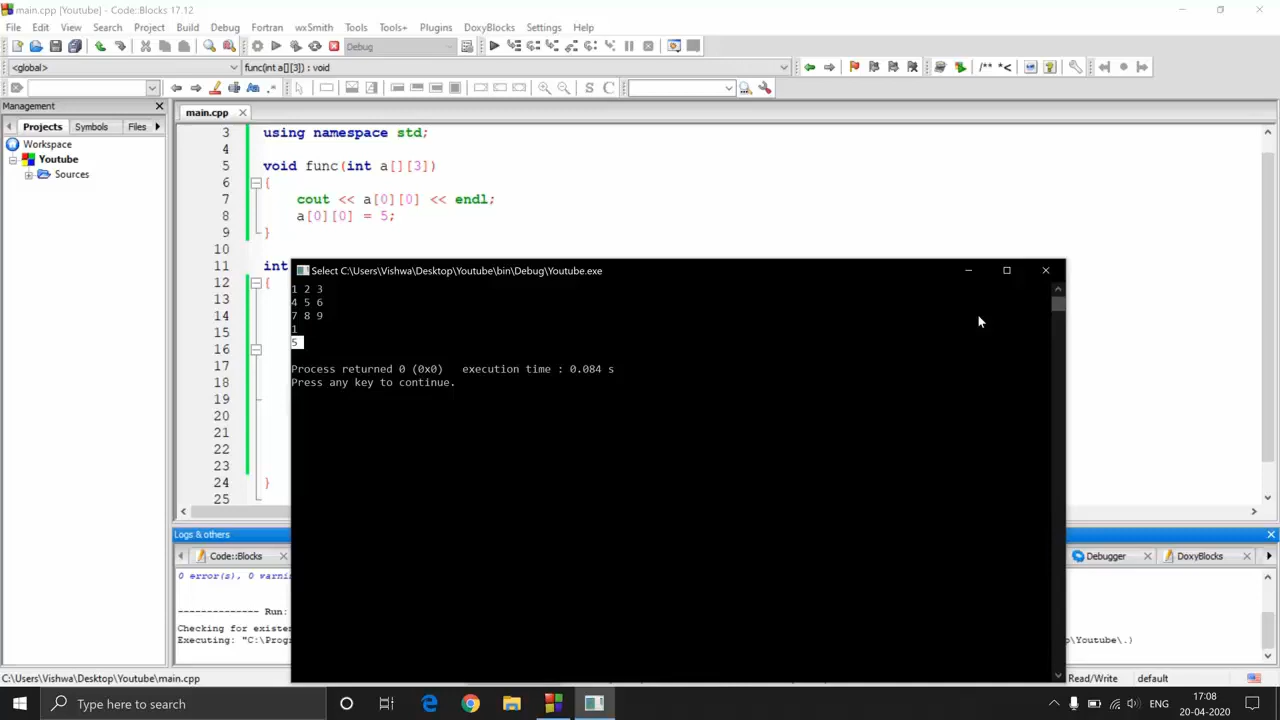 main.cpp [Youtube] - Code::Blocks 17.12
File Edit View Search Project Build Debug Fortran wxSmith Tools Tools+ Plugins DoxyBlocks Settings Help
Debug
<global> func(int a[][3]) : void /** *<
S C
Management
Projects Symbols Files
Workspace
Youtube
Sources
main.cpp
3 using namespace std;
4
5 void func(int a[][3])
6 {
7 cout << a[0][0] << endl;
8 a[0][0] = 5;
9 }
10
11 int
12 {
13
14
15
16
17
18
19
20
21
22
23
24 }
25
Select C:\Users\Vishwa\Desktop\Youtube\bin\Debug\Youtube.exe
1 2 3
4 5 6
7 8 9
1
5
Process returned 0 (0x0) execution time : 0.084 s
Press any key to continue.
Logs & others
Code::Blocks Debugger DoxyBlocks
0 error(s), 0 warnin
-------------- Run:
Checking for existen
Executing: "C:\Progr p\Youtube\.)
C:\Users\Vishwa\Desktop\Youtube\main.cpp Read/Write default
Type here to search
ENG
17:08
20-04-2020